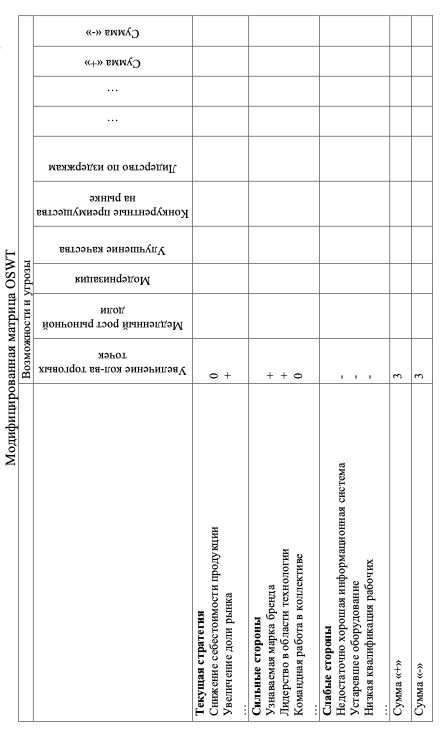 Модифицированная матрица OSWT
Возможности и угрозы
Увеличение кол-ва торговых
точек
Медленный рост рыночной
доли
Модернизация
Улучшение качества
Конкурентные преимущества
на рынке
Лидерство по издержкам
…
…
Сумма «+»
Сумма «-»
Текущая стратегия
Снижение себестоимости продукции 0
Увеличение доли рынка +
…
Сильные стороны
Узнаваемая марка бренда +
Лидерство в области технологии +
Командная работа в коллективе 0
…
Слабые стороны
Недостаточно хорошая информационная система -
Устаревшее оборудование -
Низкая квалификация рабочих -
…
Сумма «+» 3
Сумма «-» 3